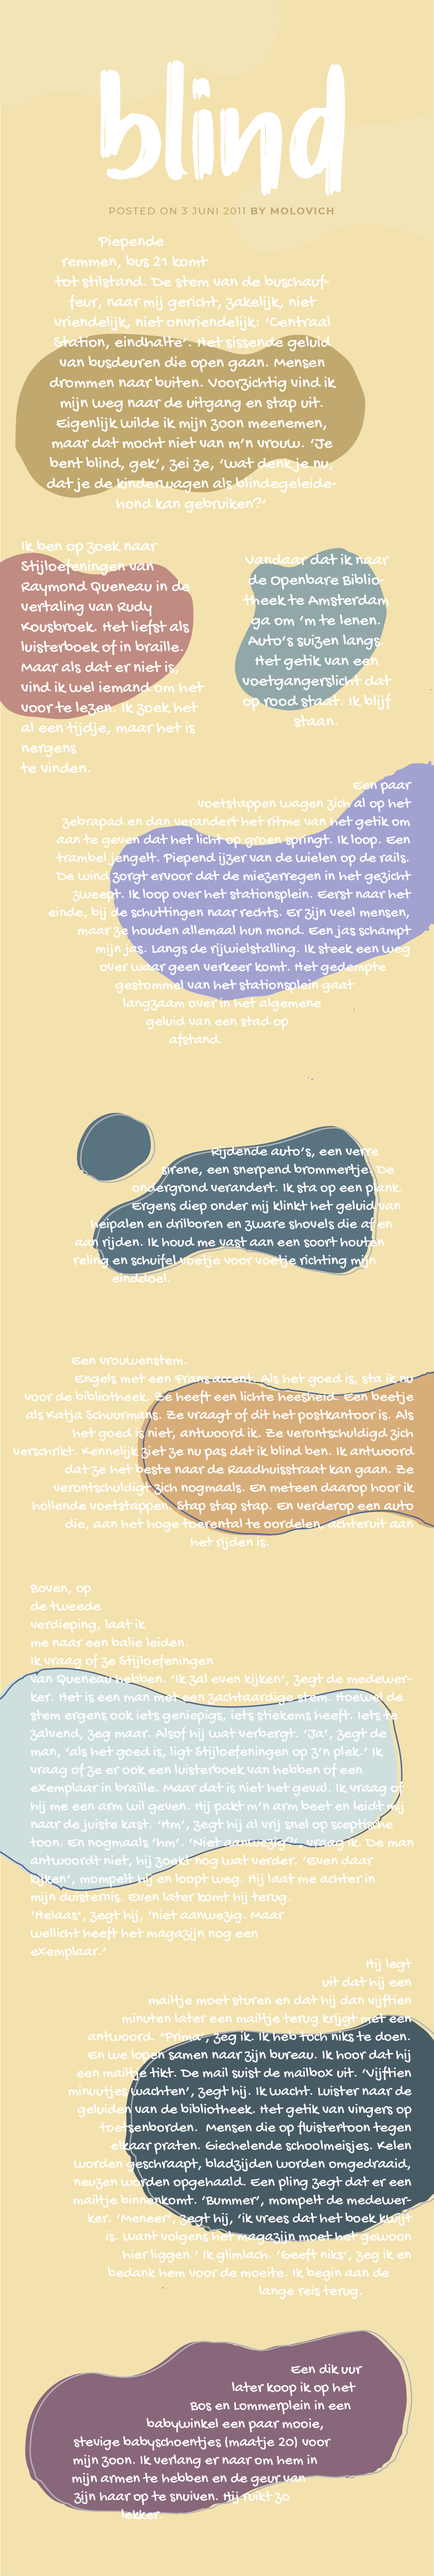 blind
POSTED ON 3 JUNI 2011 BY MOLOVICH
Piepende
remmen, bus 21 komt
tot stilstand. De stem van de buschauf-
feur, naar mij gericht, zakelijk, niet
vriendelijk, niet onvriendelijk: ‘Centraal
Station, eindhalte’. Het sissende geluid
van busdeuren die open gaan. Mensen
drommen naar buiten. Voorzichtig vind ik
mijn weg naar de uitgang en stap uit.
Eigenlijk wilde ik mijn zoon meenemen,
maar dat mocht niet van m’n vrouw. ‘Je
bent blind, gek’, zei ze, ‘wat denk je nu,
dat je de kinderwagen als blindegeleide-
hond kan gebruiken?’
Ik ben op zoek naar
Stijloefeningen van
Raymond Queneau in de
vertaling van Rudy
Kousbroek. Het liefst als
luisterboek of in braille.
Maar als dat er niet is,
vind ik wel iemand om het
voor te lezen. Ik zoek het
al een tijdje, maar het is
nergens
te vinden.
Vandaar dat ik naar
de Openbare Biblio-
theek te Amsterdam
ga om ‘m te lenen.
Auto’s suizen langs.
Het getik van een
voetgangerslicht dat
op rood staat. Ik blijf
staan.
Een paar
voetstappen wagen zich al op het
zebrapad en dan verandert het ritme van het getik om
aan te geven dat het licht op groen springt. Ik loop. Een
trambel jengelt. Piepend ijzer van de wielen op de rails.
De wind zorgt ervoor dat de miezerregen in het gezicht
zweept. Ik loop over het stationsplein. Eerst naar het
einde, bij de schuttingen naar rechts. Er zijn veel mensen,
maar ze houden allemaal hun mond. Een jas schampt
mijn jas. Langs de rijwielstalling. Ik steek een weg
over waar geen verkeer komt. Het gedempte
gestommel van het stationsplein gaat
langzaam over in het algemene
geluid van een stad op
afstand.
Rijdende auto’s, een verre
sirene, een snerpend brommertje. De
ondergrond verandert. Ik sta op een plank.
Ergens diep onder mij klinkt het geluid van
heipalen en drilboren en zware shovels die af en
aan rijden. Ik houd me vast aan een soort houten
reling en schuifel voetje voor voetje richting mijn
einddoel.
Een vrouwenstem.
Engels met een Frans accent. Als het goed is, sta ik nu
voor de bibliotheek. Ze heeft een lichte heesheid. Een beetje
als Katja Schuurmans. Ze vraagt of dit het postkantoor is. Als
het goed is niet, antwoord ik. Ze verontschuldigd zich
verschrikt. Kennelijk ziet ze nu pas dat ik blind ben. Ik antwoord
dat ze het beste naar de Raadhuisstraat kan gaan. Ze
verontschuldigt zich nogmaals. En meteen daarop hoor ik
hollende voetstappen. Stap stap stap. En verderop een auto
die, aan het hoge toerental te oordelen, achteruit aan
het rijden is.
Boven, op
de tweede
verdieping, laat ik
me naar een balie leiden.
Ik vraag of ze Stijloefeningen
van Queneau hebben. ‘Ik zal even kijken’, zegt de medewer-
ker. Het is een man met een zachtaardige stem. Hoewel de
stem ergens ook iets geniepigs, iets stiekems heeft. Iets te
zalvend, zeg maar. Alsof hij wat verbergt. ‘Ja’, zegt de
man, ‘als het goed is, ligt Stijloefeningen op z’n plek.’ Ik
vraag of ze er ook een luisterboek van hebben of een
exemplaar in braille. Maar dat is niet het geval. Ik vraag of
hij me een arm wil geven. Hij pakt m’n arm beet en leidt mij
naar de juiste kast. ‘Hm’, zegt hij al vrij snel op sceptische
toon. En nogmaals ‘hm’. ‘Niet aanwezig?’, vraag ik. De man
antwoordt niet, hij zoekt nog wat verder. ‘Even daar
kijken’, mompelt hij en loopt weg. Hij laat me achter in
mijn duisternis. Even later komt hij terug.
‘Helaas’, zegt hij, ‘niet aanwezig. Maar
wellicht heeft het magazijn nog een
exemplaar.’
Hij legt
uit dat hij een
mailtje moet sturen en dat hij dan vijftien
minuten later een mailtje terug krijgt met een
antwoord. ‘Prima’, zeg ik. Ik heb toch niks te doen.
En we lopen samen naar zijn bureau. Ik hoor dat hij
een mailtje tikt. De mail suist de mailbox uit. ‘Vijftien
minuutjes wachten’, zegt hij. Ik wacht. Luister naar de
geluiden van de bibliotheek. Het getik van vingers op
toetsenborden. Mensen die op fluistertoon tegen
elkaar praten. Giechelende schoolmeisjes. Kelen
worden geschraapt, bladzijden worden omgedraaid,
neuzen worden opgehaald. Een pling zegt dat er een
mailtje binnenkomt. ‘Bummer’, mompelt de medewer-
ker. ‘Meneer’, zegt hij, ‘ik vrees dat het boek kwijt
is. Want volgens het magazijn moet het gewoon
hier liggen.’ Ik glimlach. ‘Geeft niks’, zeg ik en
bedank hem voor de moeite. Ik begin aan de
lange reis terug.
Een dik uur
later koop ik op het
Bos en Lommerplein in een
babywinkel een paar mooie,
stevige babyschoentjes (maatje 20) voor
mijn zoon. Ik verlang er naar om hem in
mijn armen te hebben en de geur van
zijn haar op te snuiven. Hij ruikt zo
lekker.